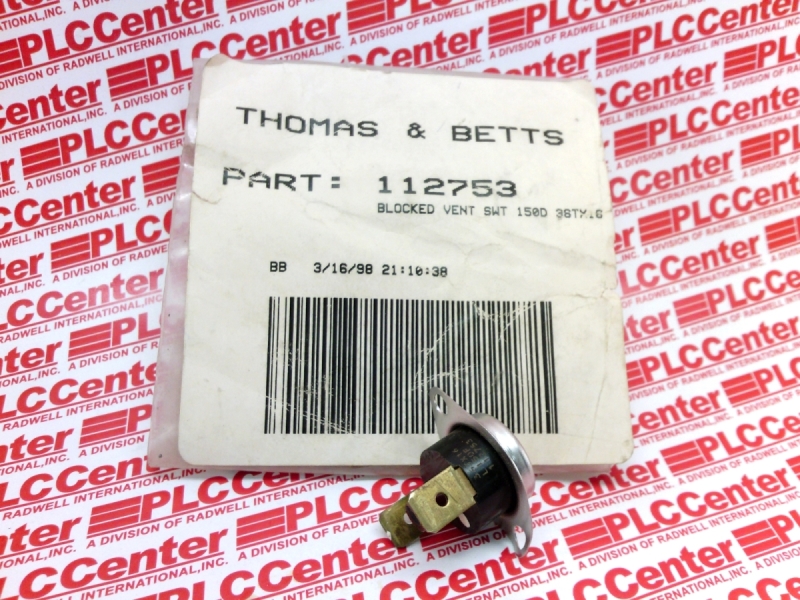 THOMAS & BETTS
PART: 112753
BLOCKED VENT SWT 150D 36TX.G
BB 3/16/98 21:10:38
PLCCenter
A DIVISION OF RADWELL INTERNATIONAL, INC.